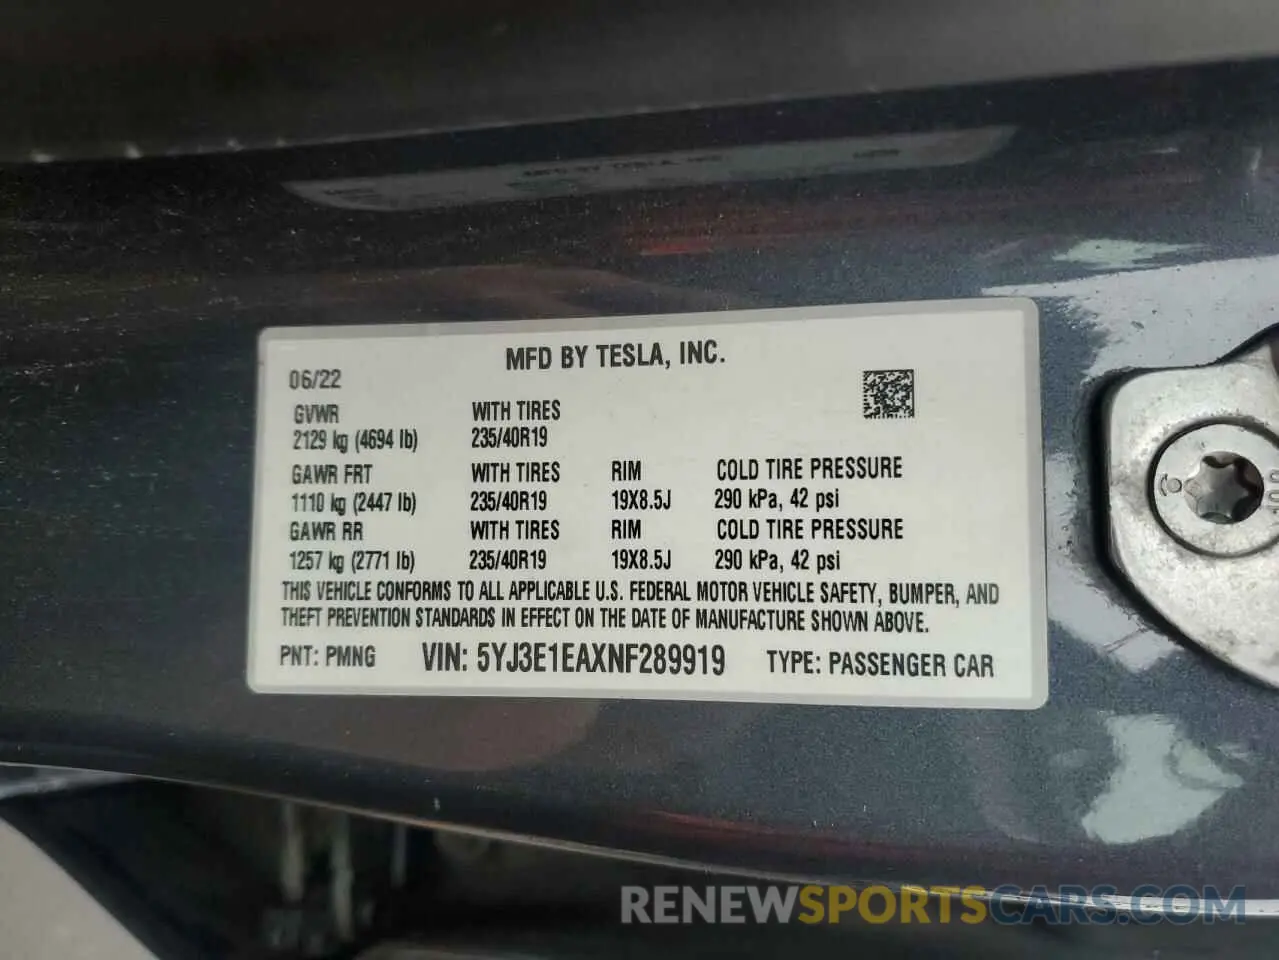 MFD BY TESLA, INC.
06/22
GVWR WITH TIRES
2129 kg (4694 lb) 235/40R19
GAWR FRT WITH TIRES RIM COLD TIRE PRESSURE
1110 kg (2447 lb) 235/40R19 19X8.5J 290 kPa, 42 psi
GAWR RR WITH TIRES RIM COLD TIRE PRESSURE
1257 kg (2771 lb) 235/40R19 19X8.5J 290 kPa, 42 psi
THIS VEHICLE CONFORMS TO ALL APPLICABLE U.S. FEDERAL MOTOR VEHICLE SAFETY, BUMPER, AND
THEFT PREVENTION STANDARDS IN EFFECT ON THE DATE OF MANUFACTURE SHOWN ABOVE.
PNT: PMNG VIN: 5YJ3E1EAXNF289919 TYPE: PASSENGER CAR
RENEWSPORTSCARS.COM